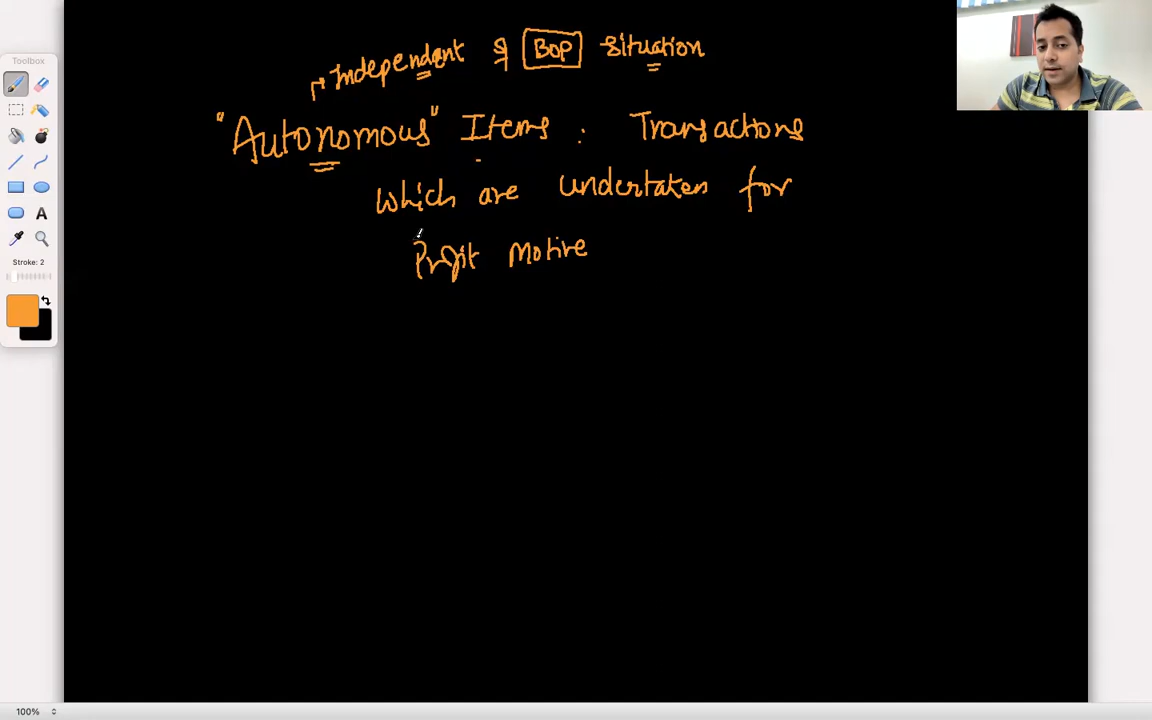 Independent of BOP situation
"Autonomous" Items : Transactions
which are undertaken for
Profit Motive
Toolbox
A
Stroke: 2
100%